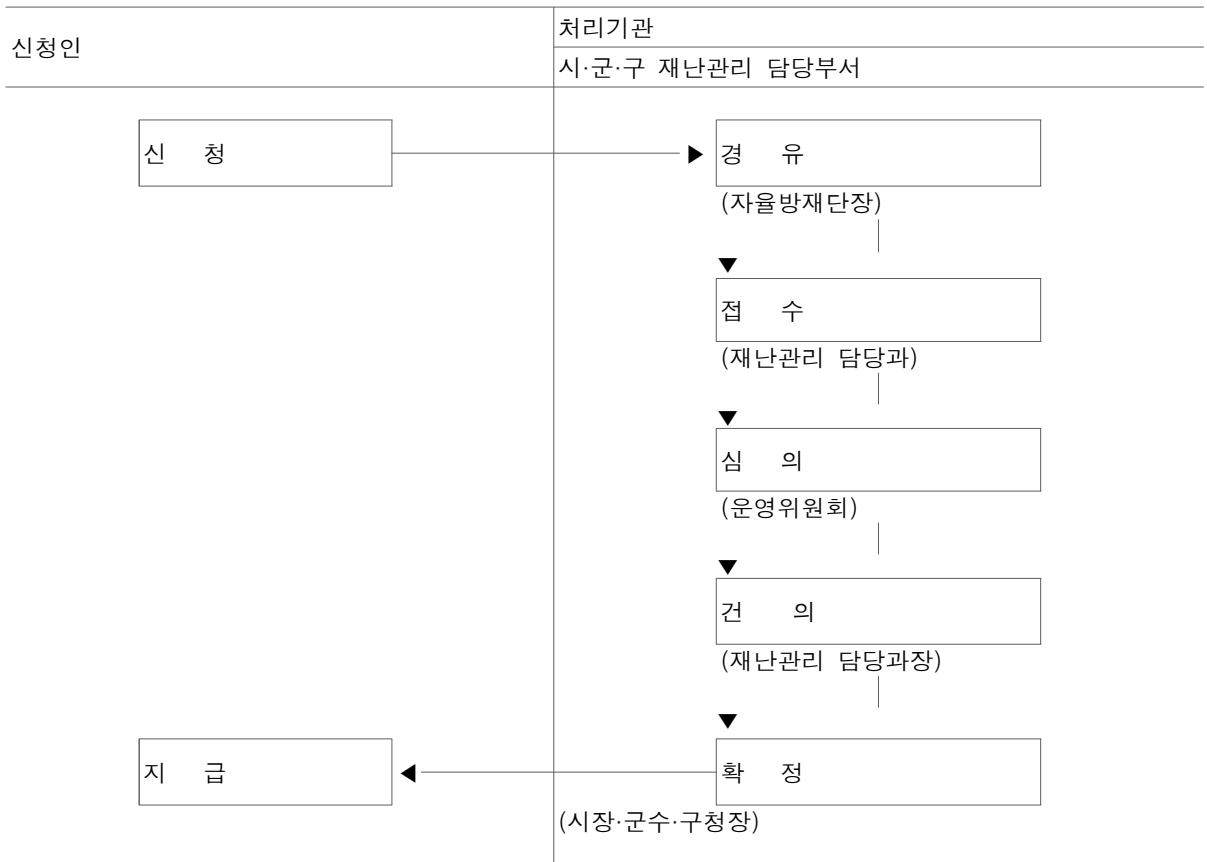 신청인
처리기관
시·군·구 재난관리 담당부서
신 청
경 유
(자율방재단장)
접 수
(재난관리 담당과)
심 의
(운영위원회)
건 의
(재난관리 담당과장)
지 급
확 정
(시장·군수·구청장)